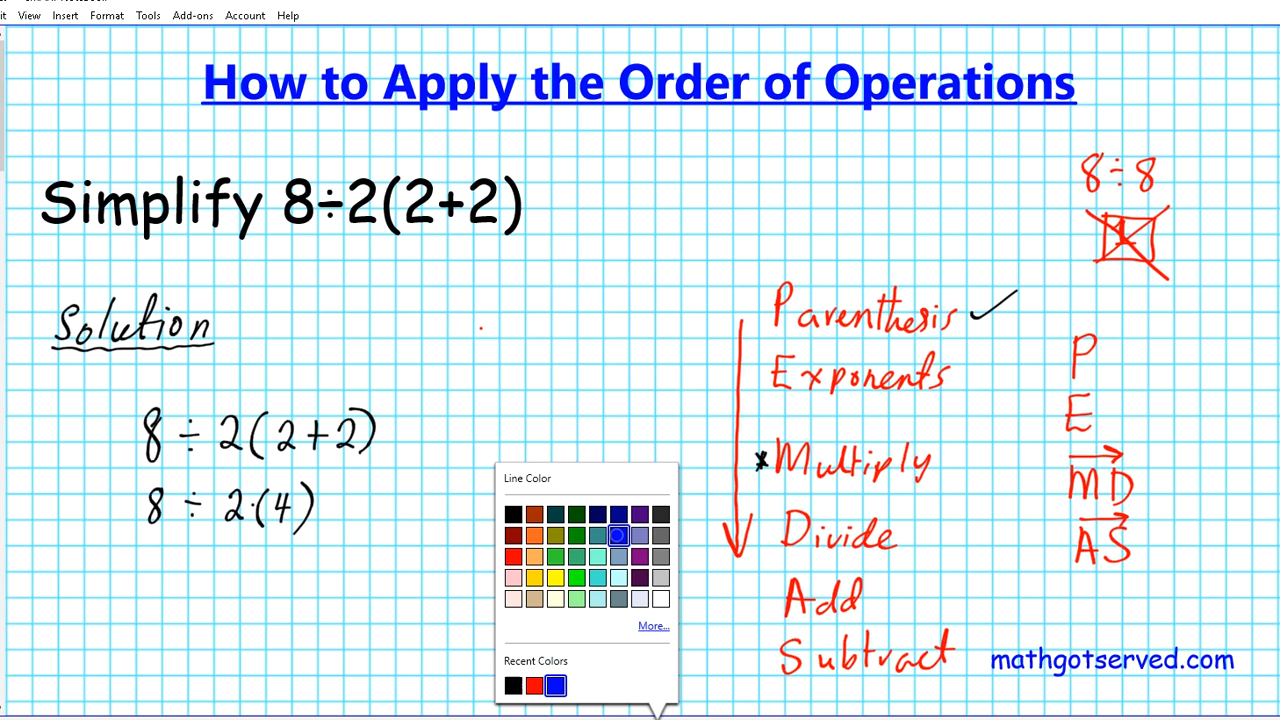 it View Insert Format Tools Add-ons Account Help
How to Apply the Order of Operations
8÷8
1
Simplify 8÷2(2+2)
Solution
8 ÷ 2(2+2)
8 ÷ 2·(4)
Parenthesis ✓
Exponents
*Multiply
Divide
Add
Subtract
P
E
MD
AS
Line Color
More...
Recent Colors
mathgotserved.com